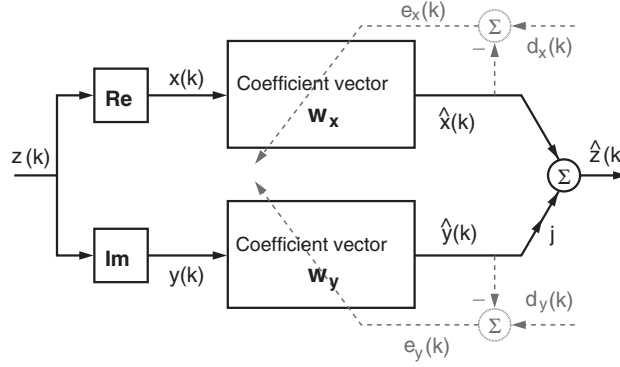 e_x(k)
Σ
d_x(k)
−
x(k)
Coefficient vector
w_x
Re
x̂(k)
z(k)
ẑ(k
Σ
Im
y(k)
Coefficient vector
w_y
ŷ(k)
j
−
d_y(k)
Σ
e_y(k)